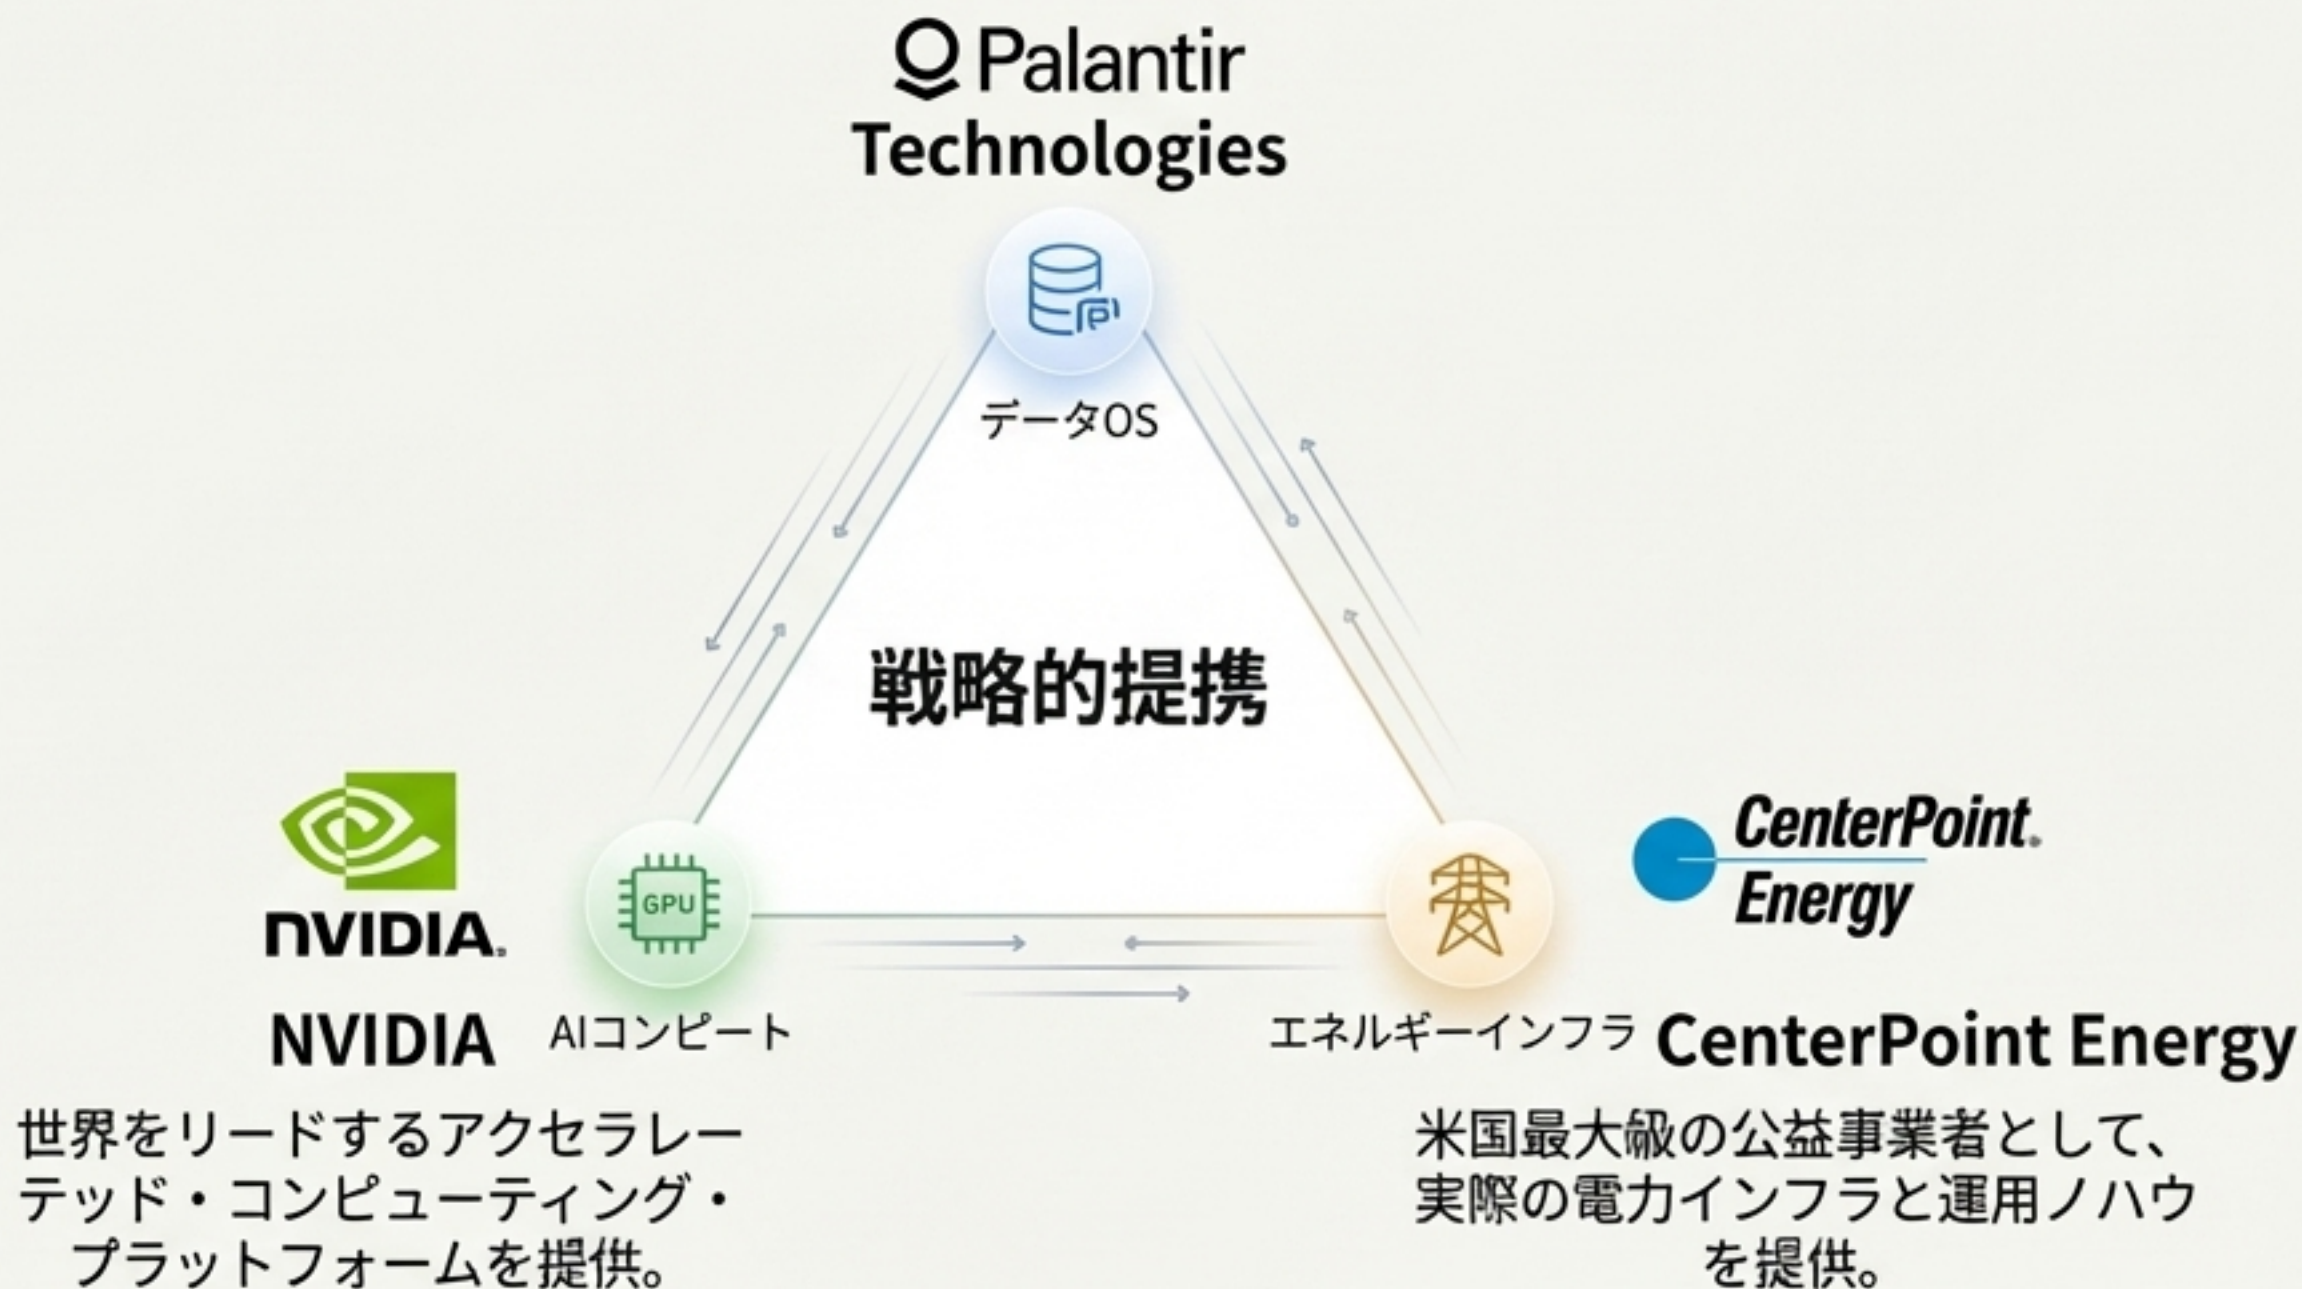 Palantir
Technologies
データOS
戦略的提携
NVIDIA
GPU
CenterPoint
Energy
NVIDIA
AIコンピート
エネルギーインフラ
CenterPoint Energy
世界をリードするアクセラレー
テッド・コンピューティング・
プラットフォームを提供。
米国最大級の公益事業者として、
実際の電力インフラと運用ノハウ
を提供。